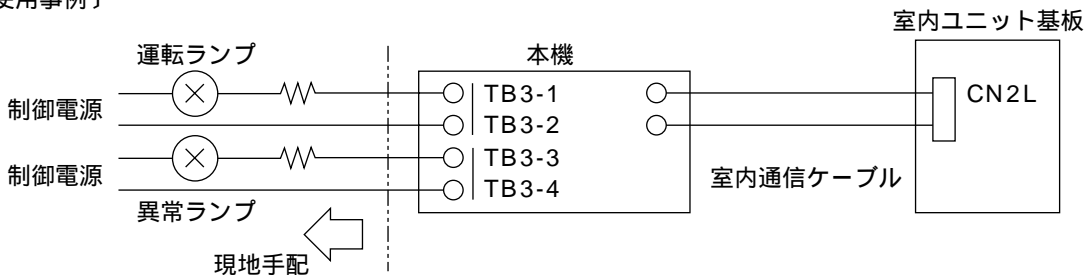 使用事例〉
室内ユニット基板
運転ランプ
本機
制御電源
TB3-1
TB3-2
CN2L
制御電源
TB3-3
TB3-4
室内通信ケーブル
異常ランプ
現地手配